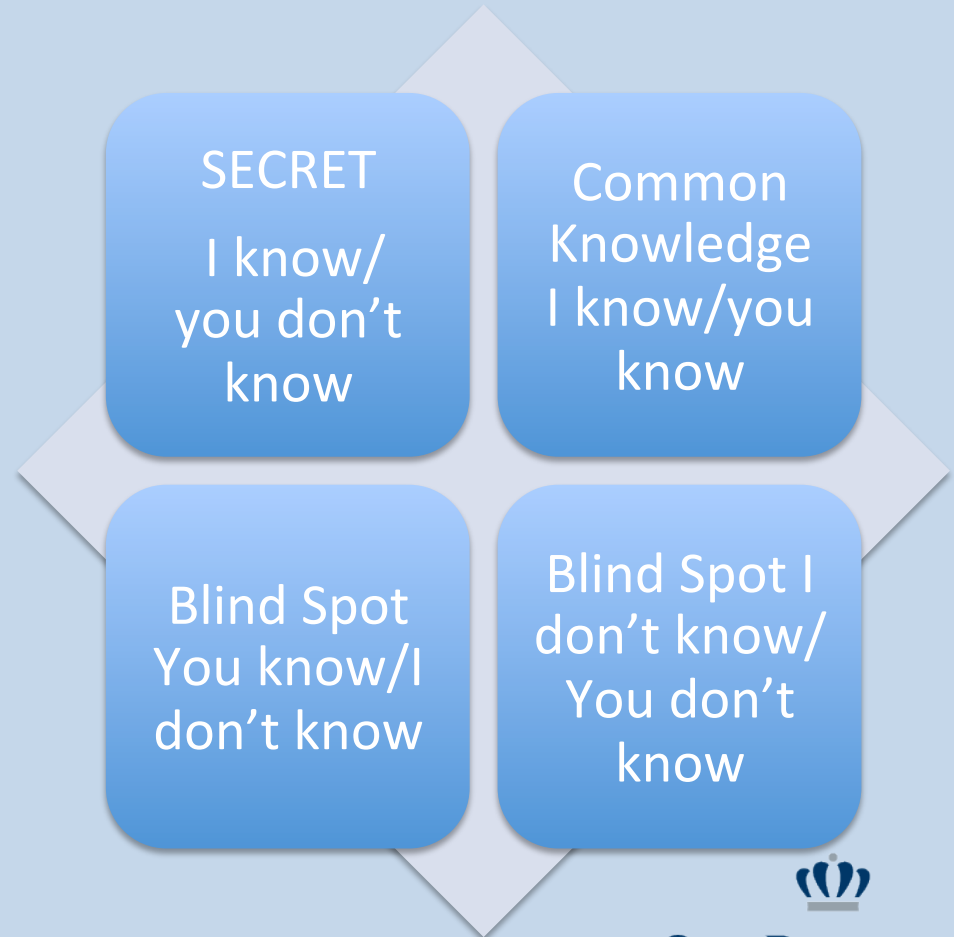 SECRET
I know/
you don’t
know
Common
Knowledge
I know/you
know
Blind Spot
You know/I
don’t know
Blind Spot I
don’t know/
You don’t
know